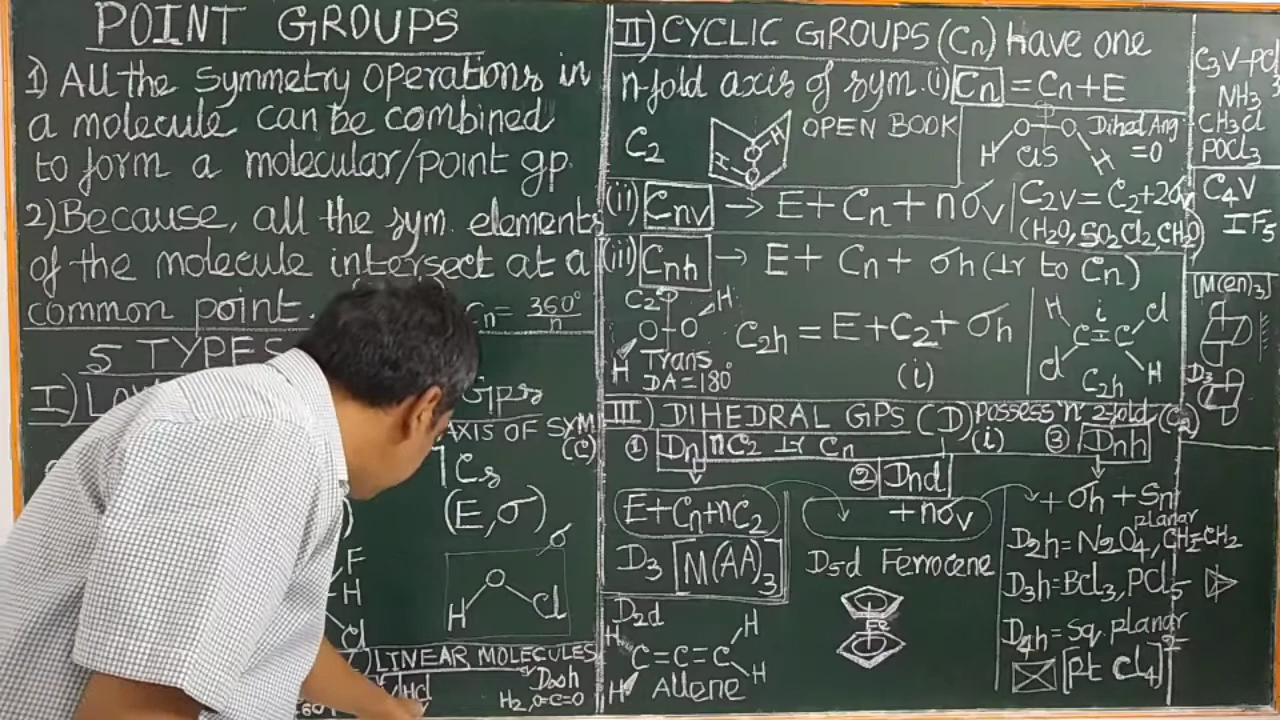 POINT GROUPS
1) All the symmetry operations in
a molecule can be combined
to form a molecular/point gp.
2) Because, all the sym. elements
of the molecule intersect at a
common point.
Cn = 360°/n
5 TYPES
I)
Gps
AXIS OF SYM
(C)
Cs
(E, σ)
σ
O
H Cl
F
H
Cl
LINEAR MOLECULES
HCl
D∞h
H2, O=C=O
II) CYCLIC GROUPS (Cn) Have one
n-fold axis of sym. (i) Cn = Cn+E
C2
H O O H
OPEN BOOK
O O
H cis H
Dihed Ang
=0
(ii) Cnv → E + Cn + nσv
C2v = C2+2σv
(H2O, SO2Cl2, CH2O)
(ii) Cnh → E + Cn + σh (⊥r to Cn)
C2
H
O-O
H Trans
DA = 180°
C2h = E + C2 + σh
(i)
H i Cl
C=C
Cl H
C2h
III) DIHEDRAL GPS (D) Possess 'n' 2-fold (C2)
① Dn nC2 ⊥r Cn (i) ③ Dnh
② Dnd
E+Cn+nC2
+nσv
+ σh + Sn
D3 [M(AA)3]
D5d Ferrocene
Fe
D2d
H H
C=C=C
H H
Allene
planar
D2h = N2O4, CH2=CH2
D3h = BCl3, PCl5
D4h = Sq. planar
[Pt Cl4]2-
C3V-PCl3
NH3
CH3Cl
POCl3
C4V
IF5
[M(en)3]
D3